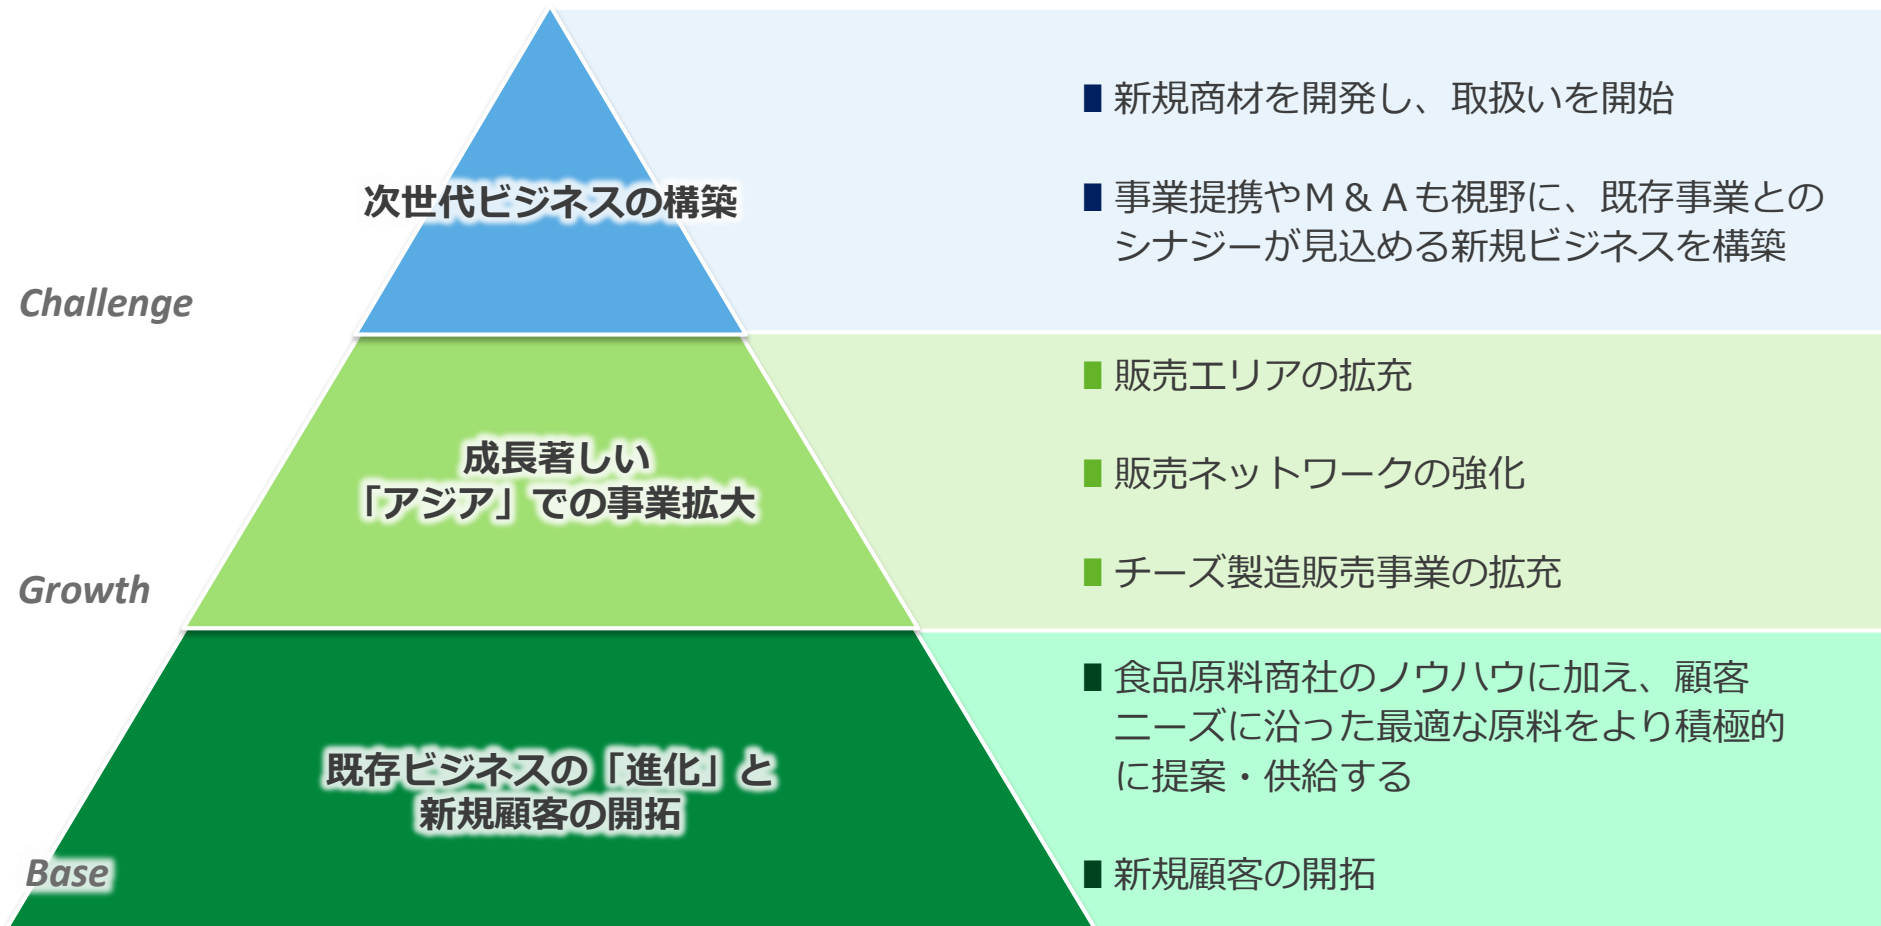 次世代ビジネスの構築
Challenge
■新規商材を開発し、取扱いを開始
■事業提携やＭ＆Ａも視野に、既存事業との
シナジーが見込める新規ビジネスを構築
成長著しい
「アジア」での事業拡大
Growth
■販売エリアの拡充
■販売ネットワークの強化
■チーズ製造販売事業の拡充
既存ビジネスの「進化」と
新規顧客の開拓
Base
■食品原料商社のノウハウに加え、顧客
ニーズに沿った最適な原料をより積極的
に提案・供給する
■新規顧客の開拓